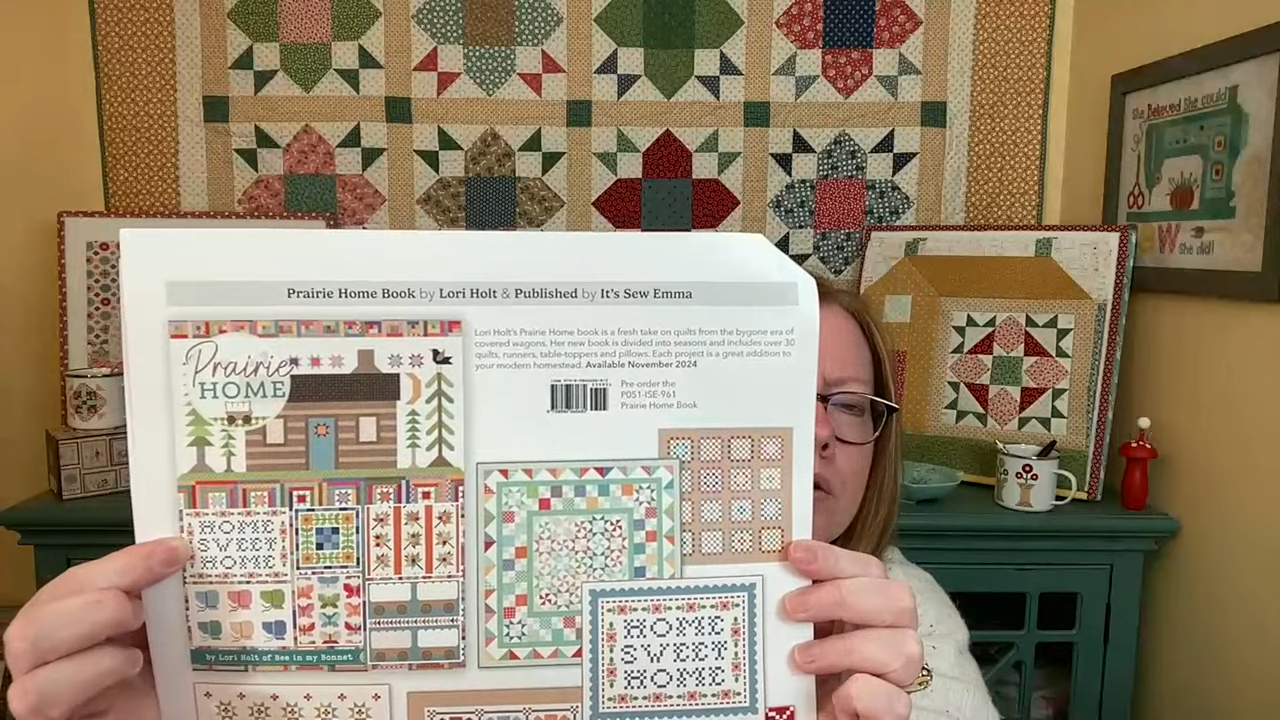 She Believed She could
SW
She did!
Prairie Home Book by Lori Holt & Published by It's Sew Emma
Lori Holt's Prairie Home book is a fresh take on quilts from the bygone era of
covered wagons. Her new book is divided into seasons and includes over 30
quilts, runners, table-toppers and pillows. Each project is a great addition to
your modern homestead. Available November 2024
Pre-order the
P051-ISE-961
Prairie Home Book
Prairie
HOME
HOME
SWEET
HOME
by Lori Holt of Bee in my Bonnet
HOME
SWEET
HOME